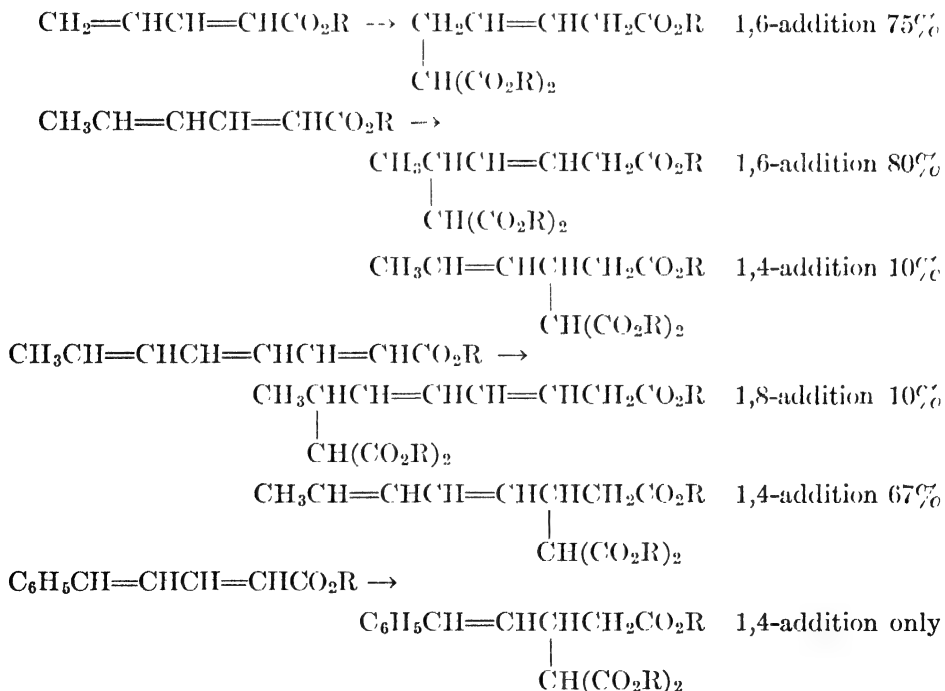 CH₂=CHCH=CHCO₂R --→ CH₂CH=CHCH₂CO₂R 1,6-addition 75%
|
CH(CO₂R)₂
CH₃CH=CHCH=CHCO₂R →
CH₃CHCH=CHCH₂CO₂R 1,6-addition 80%
|
CH(CO₂R)₂
CH₃CH=CHCHCH₂CO₂R 1,4-addition 10%
|
CH(CO₂R)₂
CH₃CH=CHCH=CHCH=CHCO₂R →
CH₃CHCH=CHCH=CHCH₂CO₂R 1,8-addition 10%
|
CH(CO₂R)₂
CH₃CH=CHCH=CHCHCH₂CO₂R 1,4-addition 67%
|
CH(CO₂R)₂
C₆H₅CH=CHCH=CHCO₂R →
C₆H₅CH=CHCHCH₂CO₂R 1,4-addition only
|
CH(CO₂R)₂